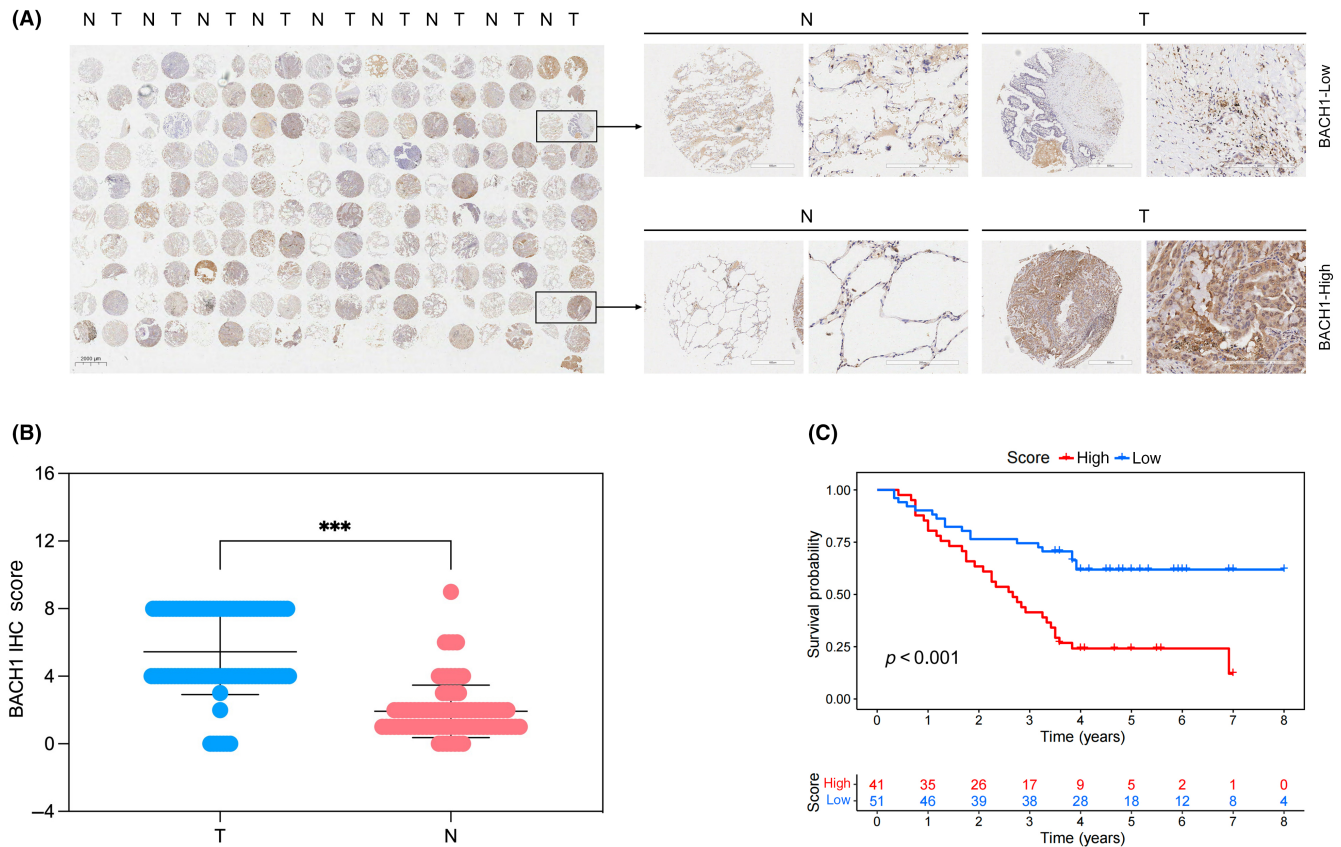 (A)
N T N T N T N T N T N T N T N T N T
2000 μm
N
T
BACH1-Low
N
T
BACH1-High
(B)
BACH1 IHC score
16
12
8
4
0
–4
***
T
N
(C)
Score High Low
Survival probability
1.00
0.75
0.50
0.25
0.00
p < 0.001
0 1 2 3 4 5 6 7 8
Time (years)
Score
High 41 35 26 17 9 5 2 1 0
Low 51 46 39 38 28 18 12 8 4
0 1 2 3 4 5 6 7 8
Time (years)